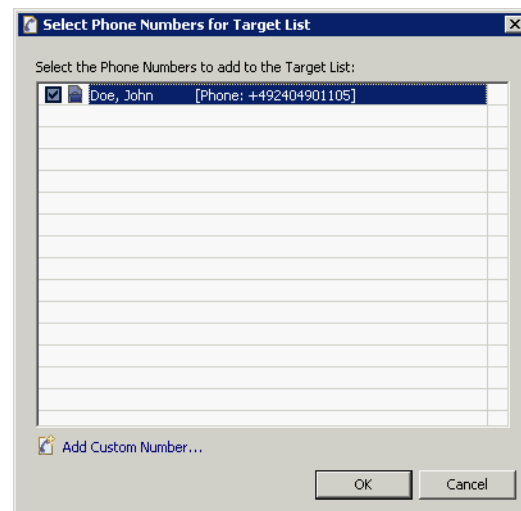 Select Phone Numbers for Target List
Select the Phone Numbers to add to the Target List:
Doe, John [Phone: +492404901105]
Add Custom Number...
OK Cancel